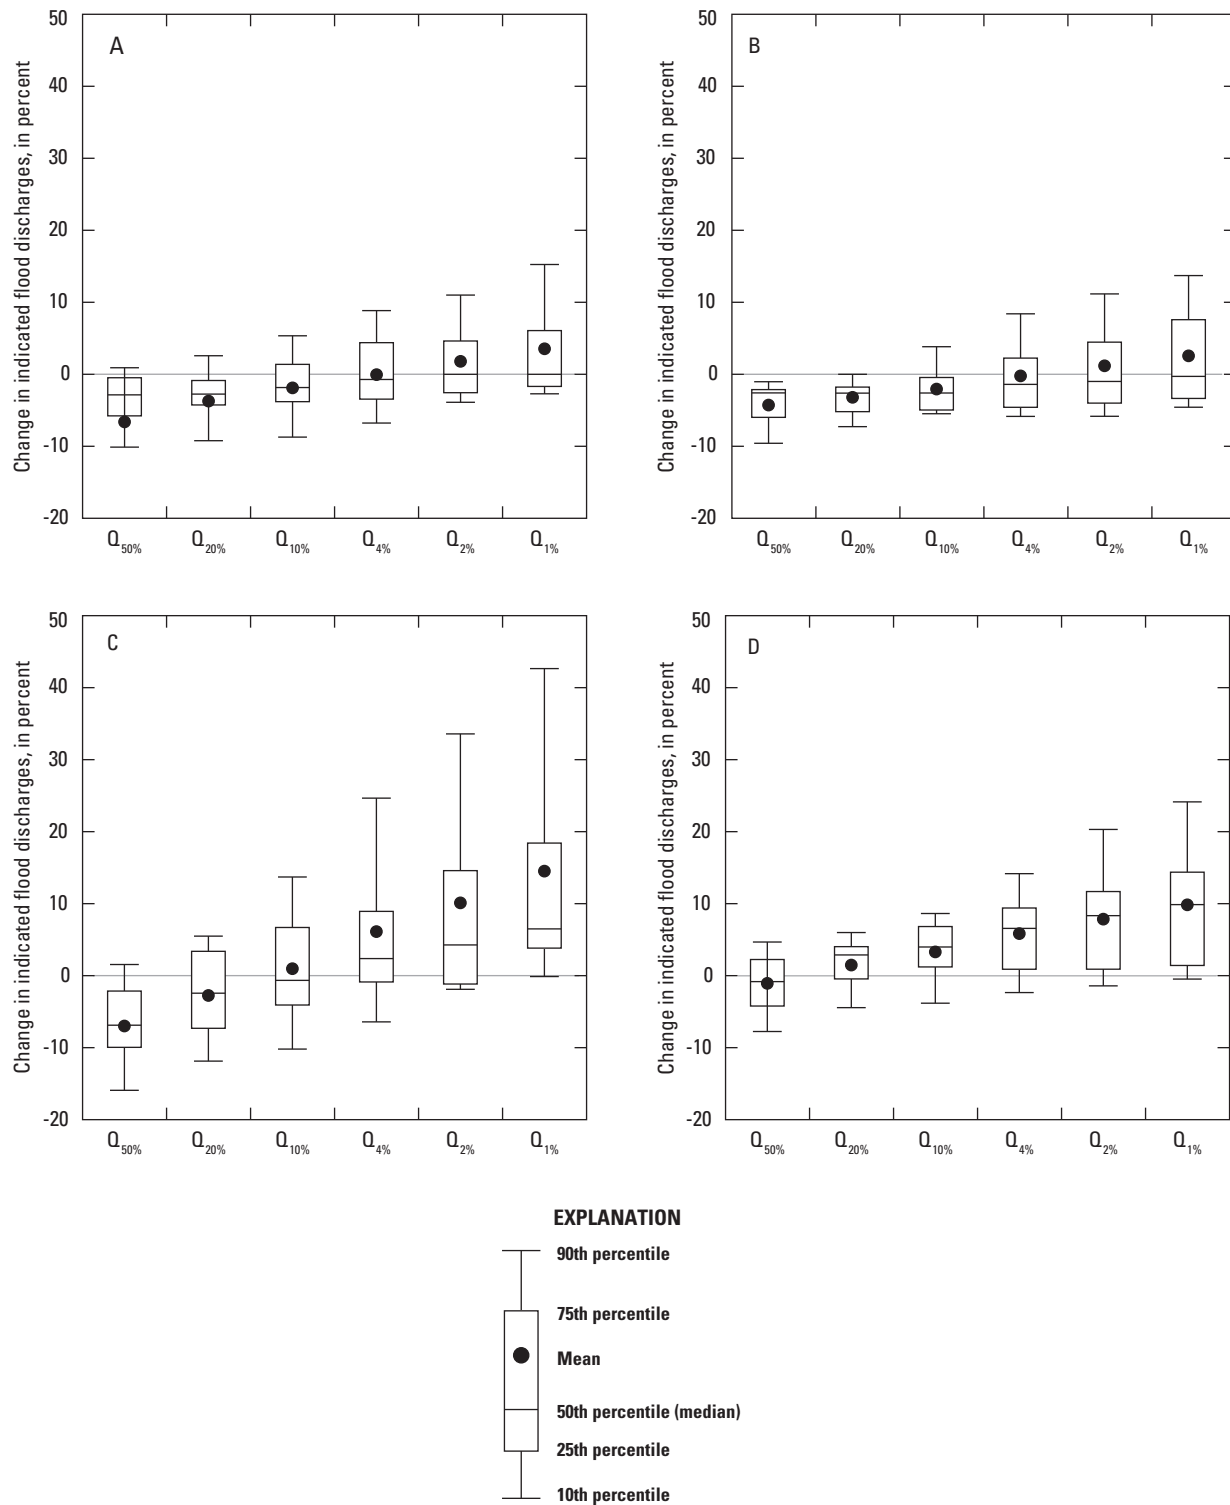 A
Change in indicated flood discharges, in percent
50
40
30
20
10
0
-10
-20
Q50% Q20% Q10% Q4% Q2% Q1%
B
Change in indicated flood discharges, in percent
50
40
30
20
10
0
-10
-20
Q50% Q20% Q10% Q4% Q2% Q1%
C
Change in indicated flood discharges, in percent
50
40
30
20
10
0
-10
-20
Q50% Q20% Q10% Q4% Q2% Q1%
D
Change in indicated flood discharges, in percent
50
40
30
20
10
0
-10
-20
Q50% Q20% Q10% Q4% Q2% Q1%
EXPLANATION
90th percentile
75th percentile
Mean
50th percentile (median)
25th percentile
10th percentile